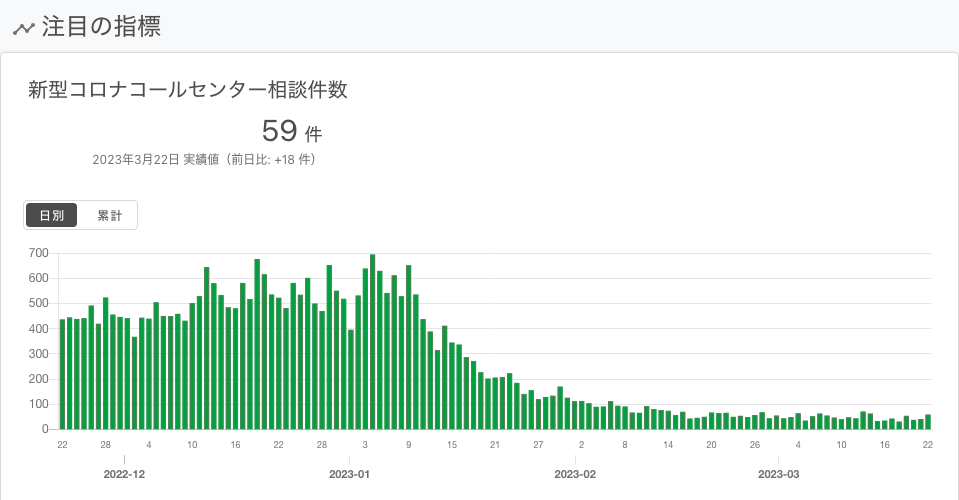 注目の指標
新型コロナコールセンター相談件数
59 件
2023年3月22日 実績値（前日比: +18 件）
日別 累計
700
600
500
400
300
200
100
0
22 28 4 10 16 22 28 3 9 15 21 27 2 8 14 20 26 4 10 16 22
2022-12 2023-01 2023-02 2023-03